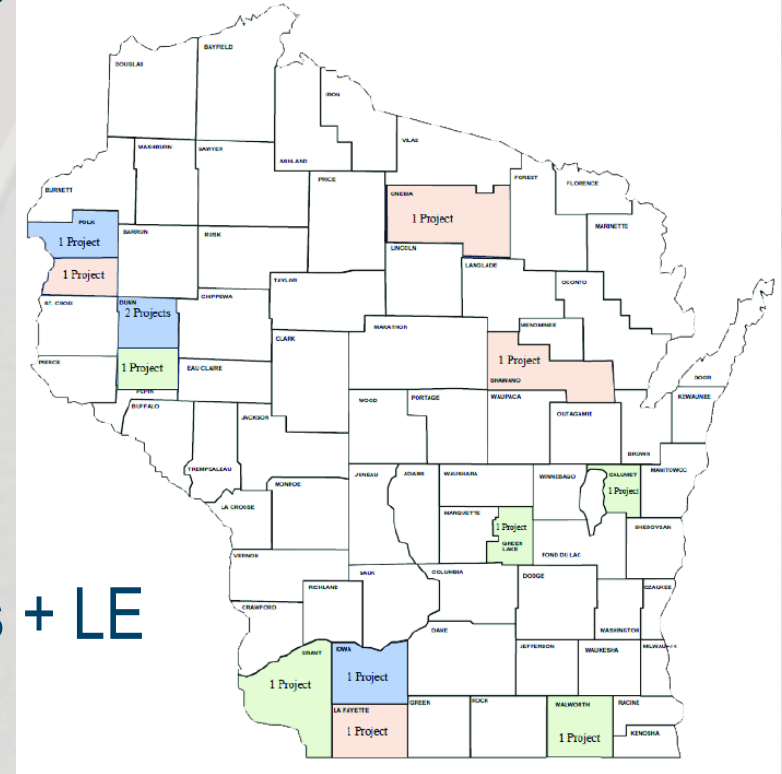 BAYFIELD
DOUGLAS
IRON
VILAS
WASHBURN
SAWYER
ASHLAND
PRICE
FOREST
FLORENCE
BURNETT
ONEIDA
1 Project
POLK
1 Project
BARRON
RUSK
MARINETTE
LINCOLN
LANGLADE
1 Project
TAYLOR
OCONTO
ST. CROIX
DUNN
2 Projects
CHIPPEWA
MARATHON
MENOMINEE
CLARK
1 Project
SHAWANO
PIERCE
1 Project
EAU CLAIRE
PEPIN
DOOR
BUFFALO
JACKSON
WOOD
PORTAGE
WAUPACA
KEWAUNEE
OUTAGAMIE
BROWN
TREMPEALEAU
MONROE
JUNEAU
ADAMS
WAUSHARA
WINNEBAGO
CALUMET
1 Project
MANITOWOC
LA CROSSE
MARQUETTE
1 Project
GREEN
LAKE
FOND DU LAC
SHEBOYGAN
VERNON
SAUK
COLUMBIA
DODGE
RICHLAND
OZAUKEE
CRAWFORD
WASHINGTON
s + LE
DANE
JEFFERSON
WAUKESHA
MILWAUKEE
GRANT
1 Project
IOWA
1 Project
LA FAYETTE
1 Project
GREEN
ROCK
WALWORTH
1 Project
RACINE
KENOSHA